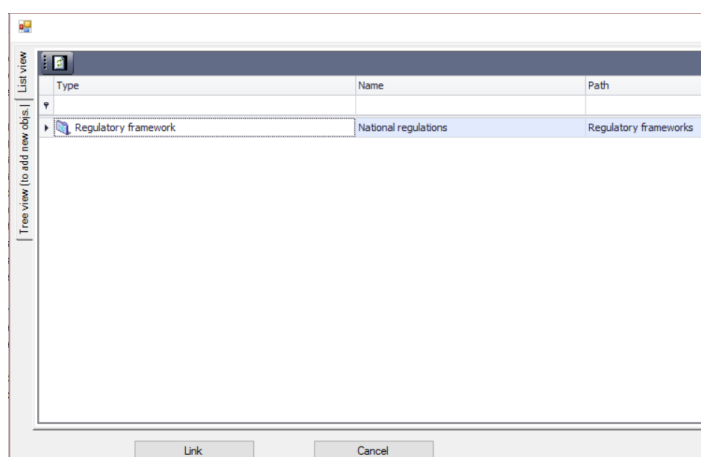 List view
Tree view (to add new objs.)
Type Name Path
Regulatory framework National regulations Regulatory frameworks
Link Cancel